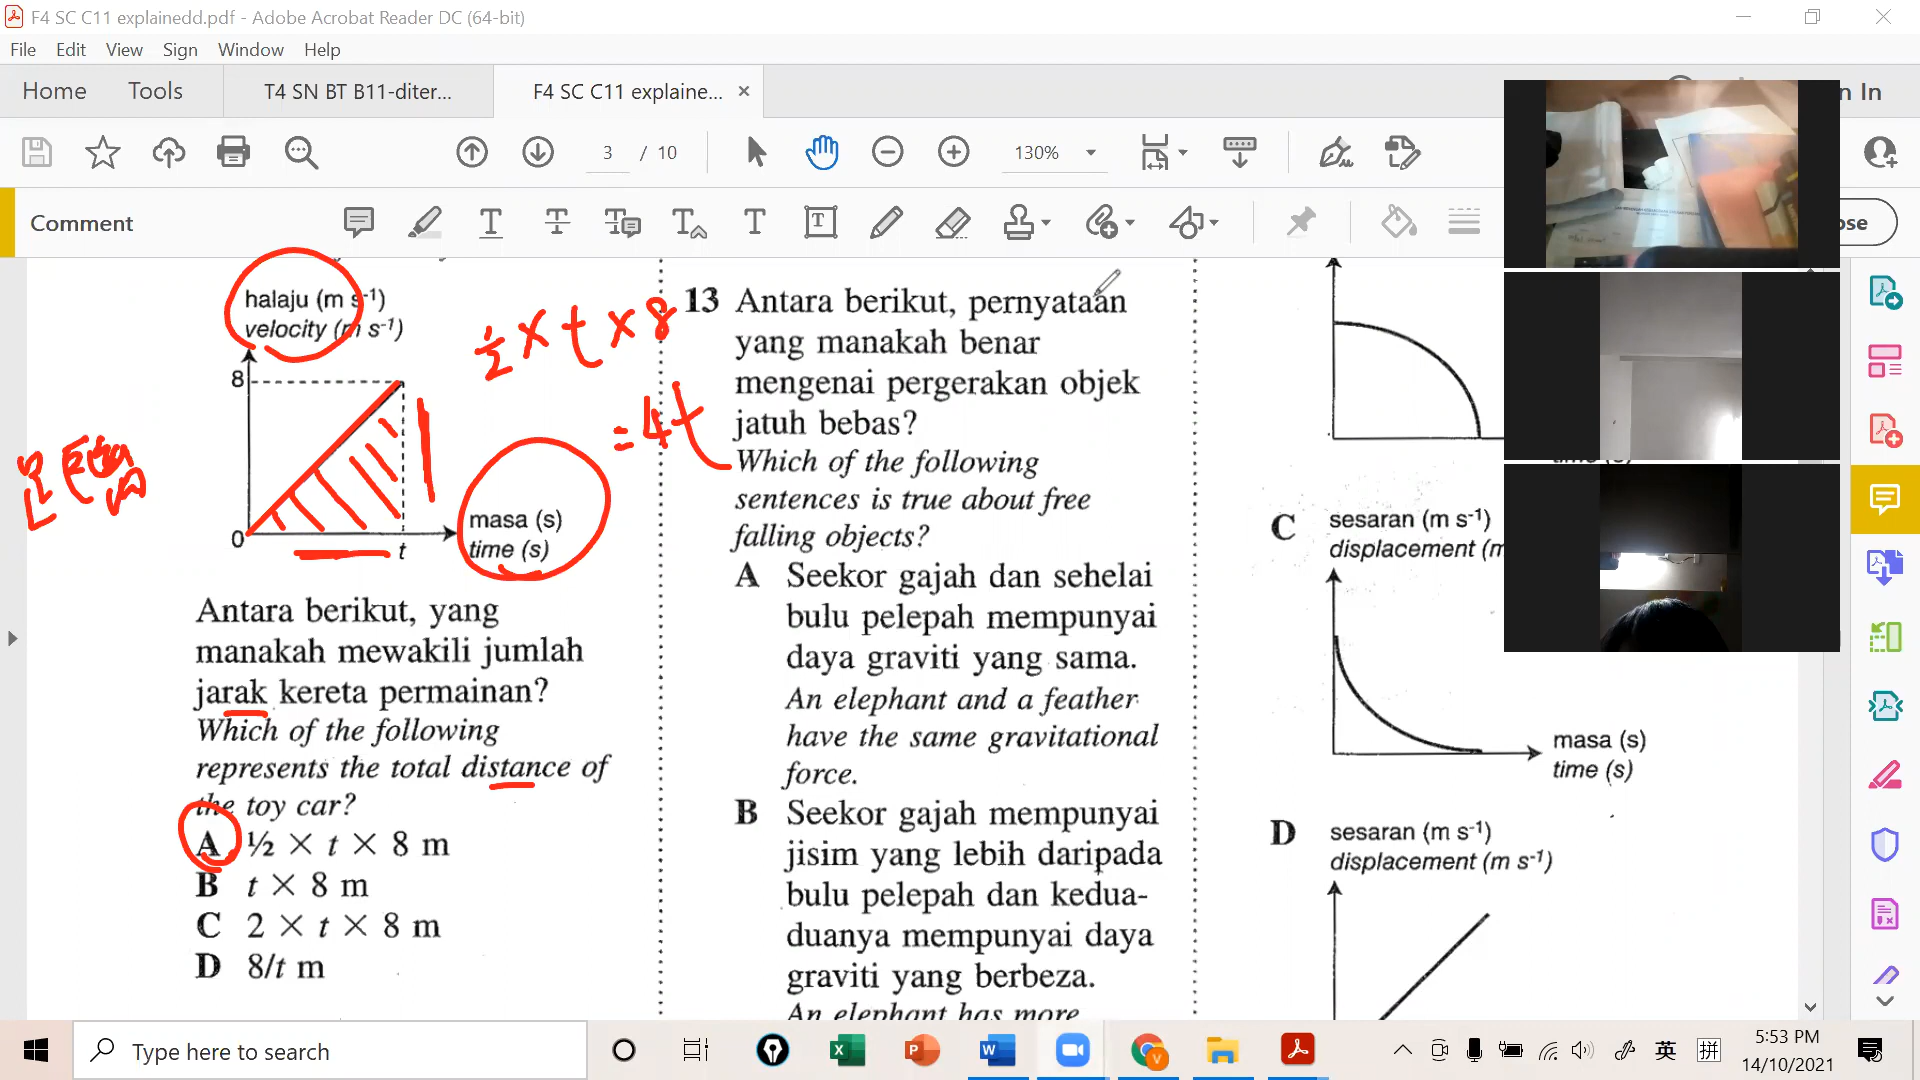 F4 SC C11 explainedd.pdf - Adobe Acrobat Reader DC (64-bit)
File Edit View Sign Window Help
Home Tools T4 SN BT B11-diter... F4 SC C11 explaine... × n In
3 / 10 130%
Comment ose
halaju (m s⁻¹)
velocity (m s⁻¹)
8
0
t
masa (s)
time (s)
½ × t × 8
= 4t
Antara berikut, yang
manakah mewakili jumlah
jarak kereta permainan?
Which of the following
represents the total distance of
the toy car?
A ½ × t × 8 m
B t × 8 m
C 2 × t × 8 m
D 8/t m
13 Antara berikut, pernyataan
yang manakah benar
mengenai pergerakan objek
jatuh bebas?
Which of the following
sentences is true about free
falling objects?
A Seekor gajah dan sehelai
bulu pelepah mempunyai
daya graviti yang sama.
An elephant and a feather
have the same gravitational
force.
B Seekor gajah mempunyai
jisim yang lebih daripada
bulu pelepah dan kedua-
duanya mempunyai daya
graviti yang berbeza.
An elephant has more
C sesaran (m s⁻¹)
displacement (m
masa (s)
time (s)
D sesaran (m s⁻¹)
displacement (m s⁻¹)
Type here to search
英 拼
5:53 PM
14/10/2021